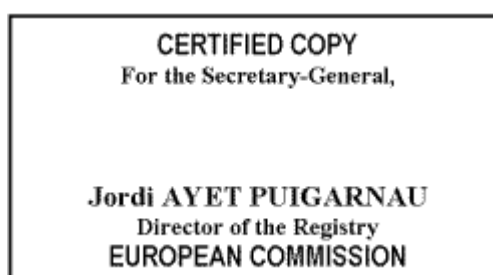 CERTIFIED COPY
For the Secretary-General,
Jordi AYET PUIGARNAU
Director of the Registry
EUROPEAN COMMISSION